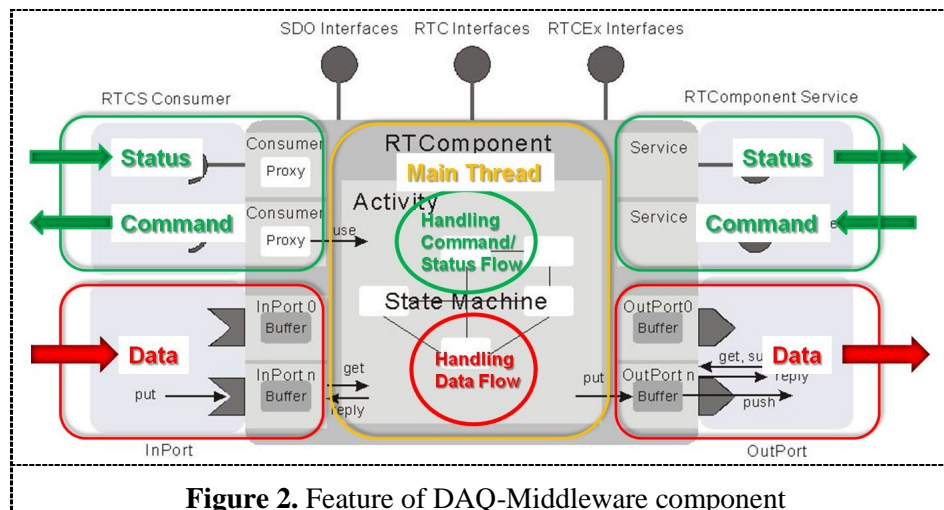 SDO Interfaces RTC Interfaces RTCEx Interfaces
RTCS Consumer
RTComponent Service
Consumer
Proxy
Status
Consumer
Proxy
Command
use
RTComponent
Main Thread
Activity
Handling
Command/
Status Flow
State Machine
Handling
Data Flow
Service
Status
Service
Command
InPort 0
Buffer
Data
InPort n
Buffer
put
get
reply
InPort
OutPort0
Buffer
Data
get, su
reply
put
OutPort n
Buffer
push
OutPort
Figure 2. Feature of DAQ-Middleware component